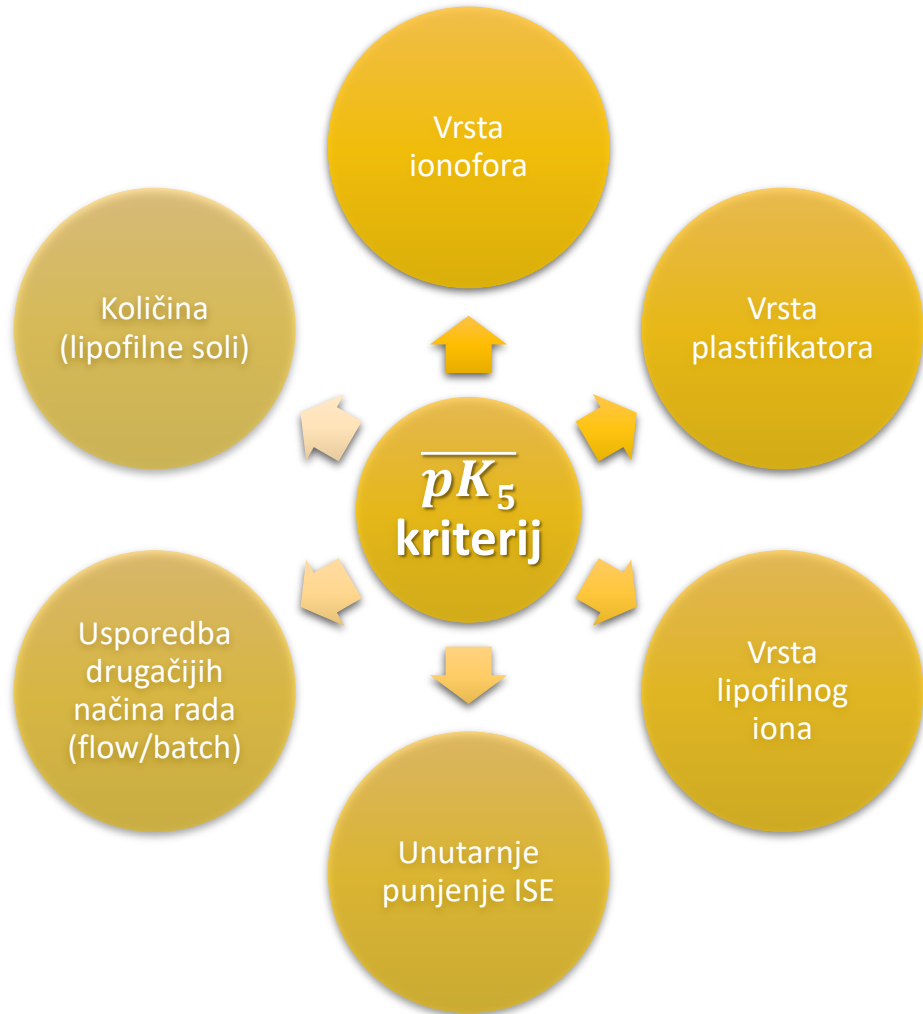 Vrsta
ionofora
Vrsta
plastifikatora
Vrsta
lipofilnog
iona
Unutarnje
punjenje ISE
Usporedba
drugačijih
načina rada
(flow/batch)
Količina
(lipofilne soli)
p̅K̅₅
kriterij